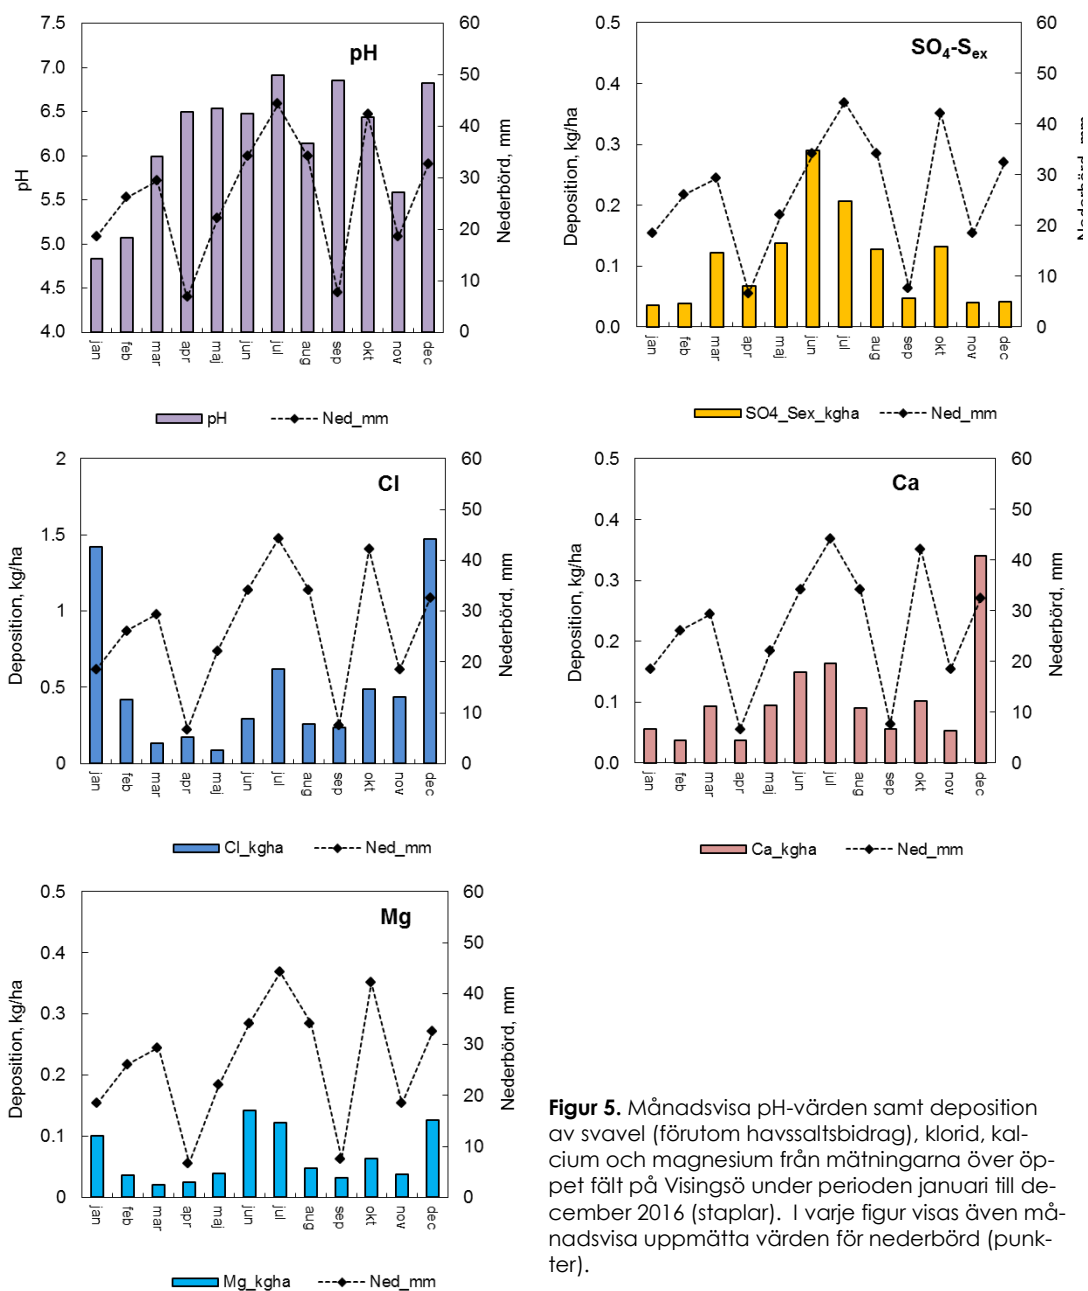 pH
7.5
7.0
6.5
6.0
5.5
5.0
4.5
4.0
pH
60
50
40
30
20
10
0
Nederbörd, mm
jan feb mar apr maj jun jul aug sep okt nov dec
pH Ned_mm
SO4-Sex
0.5
0.4
0.3
0.2
0.1
0.0
Deposition, kg/ha
60
50
40
30
20
10
0
Nederbörd, mm
jan feb mar apr maj jun jul aug sep okt nov dec
SO4_Sex_kgha Ned_mm
Cl
2
1.5
1
0.5
0
Deposition, kg/ha
60
50
40
30
20
10
0
Nederbörd, mm
jan feb mar apr maj jun jul aug sep okt nov dec
Cl_kgha Ned_mm
Ca
0.5
0.4
0.3
0.2
0.1
0.0
Deposition, kg/ha
60
50
40
30
20
10
0
Nederbörd, mm
jan feb mar apr maj jun jul aug sep okt nov dec
Ca_kgha Ned_mm
Mg
0.5
0.4
0.3
0.2
0.1
0
Deposition, kg/ha
60
50
40
30
20
10
0
Nederbörd, mm
jan feb mar apr maj jun jul aug sep okt nov dec
Mg_kgha Ned_mm
Figur 5. Månadsvisa pH-värden samt deposition
av svavel (förutom havssaltsbidrag), klorid, kal-
cium och magnesium från mätningarna över öp-
pet fält på Visingsö under perioden januari till de-
cember 2016 (staplar). I varje figur visas även må-
nadsvisa uppmätta värden för nederbörd (punk-
ter).